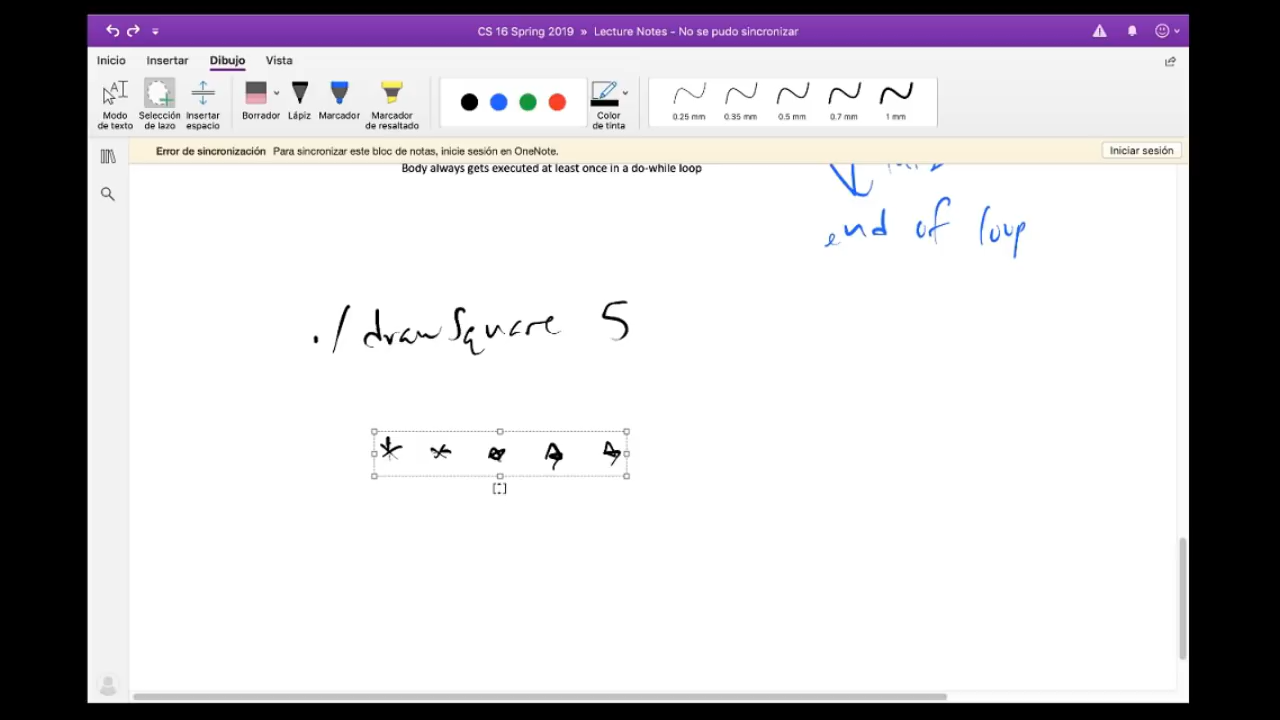 CS 16 Spring 2019 » Lecture Notes - No se pudo sincronizar
Inicio Insertar Dibujo Vista
Modo de texto
Selección de lazo
Insertar espacio
Borrador
Lápiz
Marcador
Marcador de resaltado
Color de tinta
0.25 mm 0.35 mm 0.5 mm 0.7 mm 1 mm
Error de sincronización Para sincronizar este bloc de notas, inicie sesión en OneNote. Iniciar sesión
Body always gets executed at least once in a do-while loop
end of loop
./drawSquare 5
* * * * *